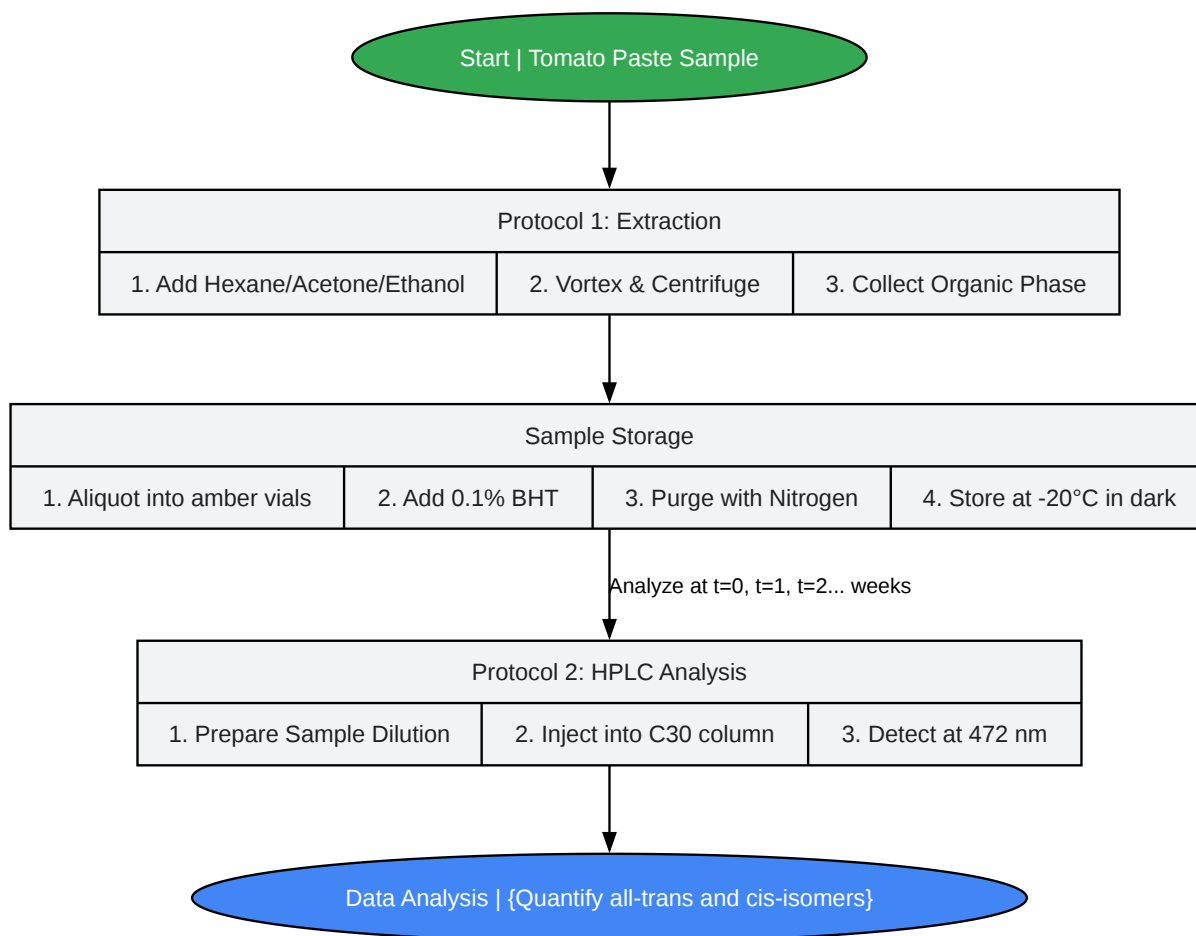 Start | Tomato Paste Sample
Protocol 1: Extraction
1. Add Hexane/Acetone/Ethanol
2. Vortex & Centrifuge
3. Collect Organic Phase
Sample Storage
1. Aliquot into amber vials
2. Add 0.1% BHT
3. Purge with Nitrogen
4. Store at -20°C in dark
Analyze at t=0, t=1, t=2... weeks
Protocol 2: HPLC Analysis
1. Prepare Sample Dilution
2. Inject into C30 column
3. Detect at 472 nm
Data Analysis | {Quantify all-trans and cis-isomers}